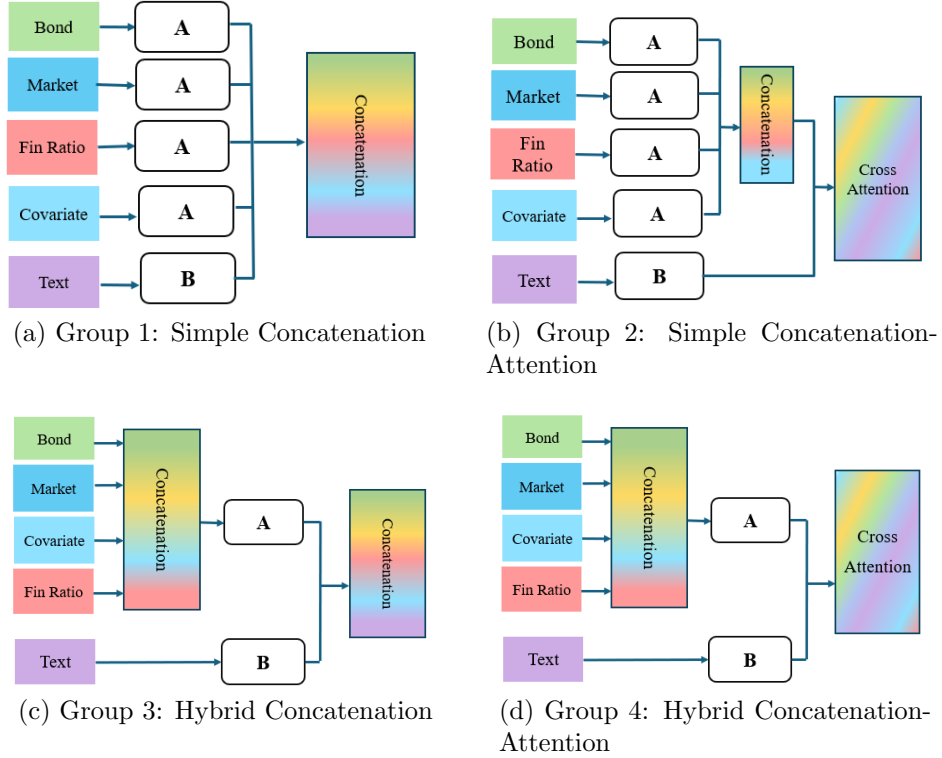 Bond
A
Market
A
Fin Ratio
A
Covariate
A
Text
B
Concatenation
(a) Group 1: Simple Concatenation
Bond
A
Market
A
Fin
Ratio
A
Covariate
A
Text
B
Concatenation
Cross
Attention
(b) Group 2: Simple Concatenation-
Attention
Bond
Market
Covariate
Fin Ratio
Text
Concatenation
A
B
Concatenation
(c) Group 3: Hybrid Concatenation
Bond
Market
Covariate
Fin Ratio
Text
Concatenation
A
B
Cross
Attention
(d) Group 4: Hybrid Concatenation-
Attention